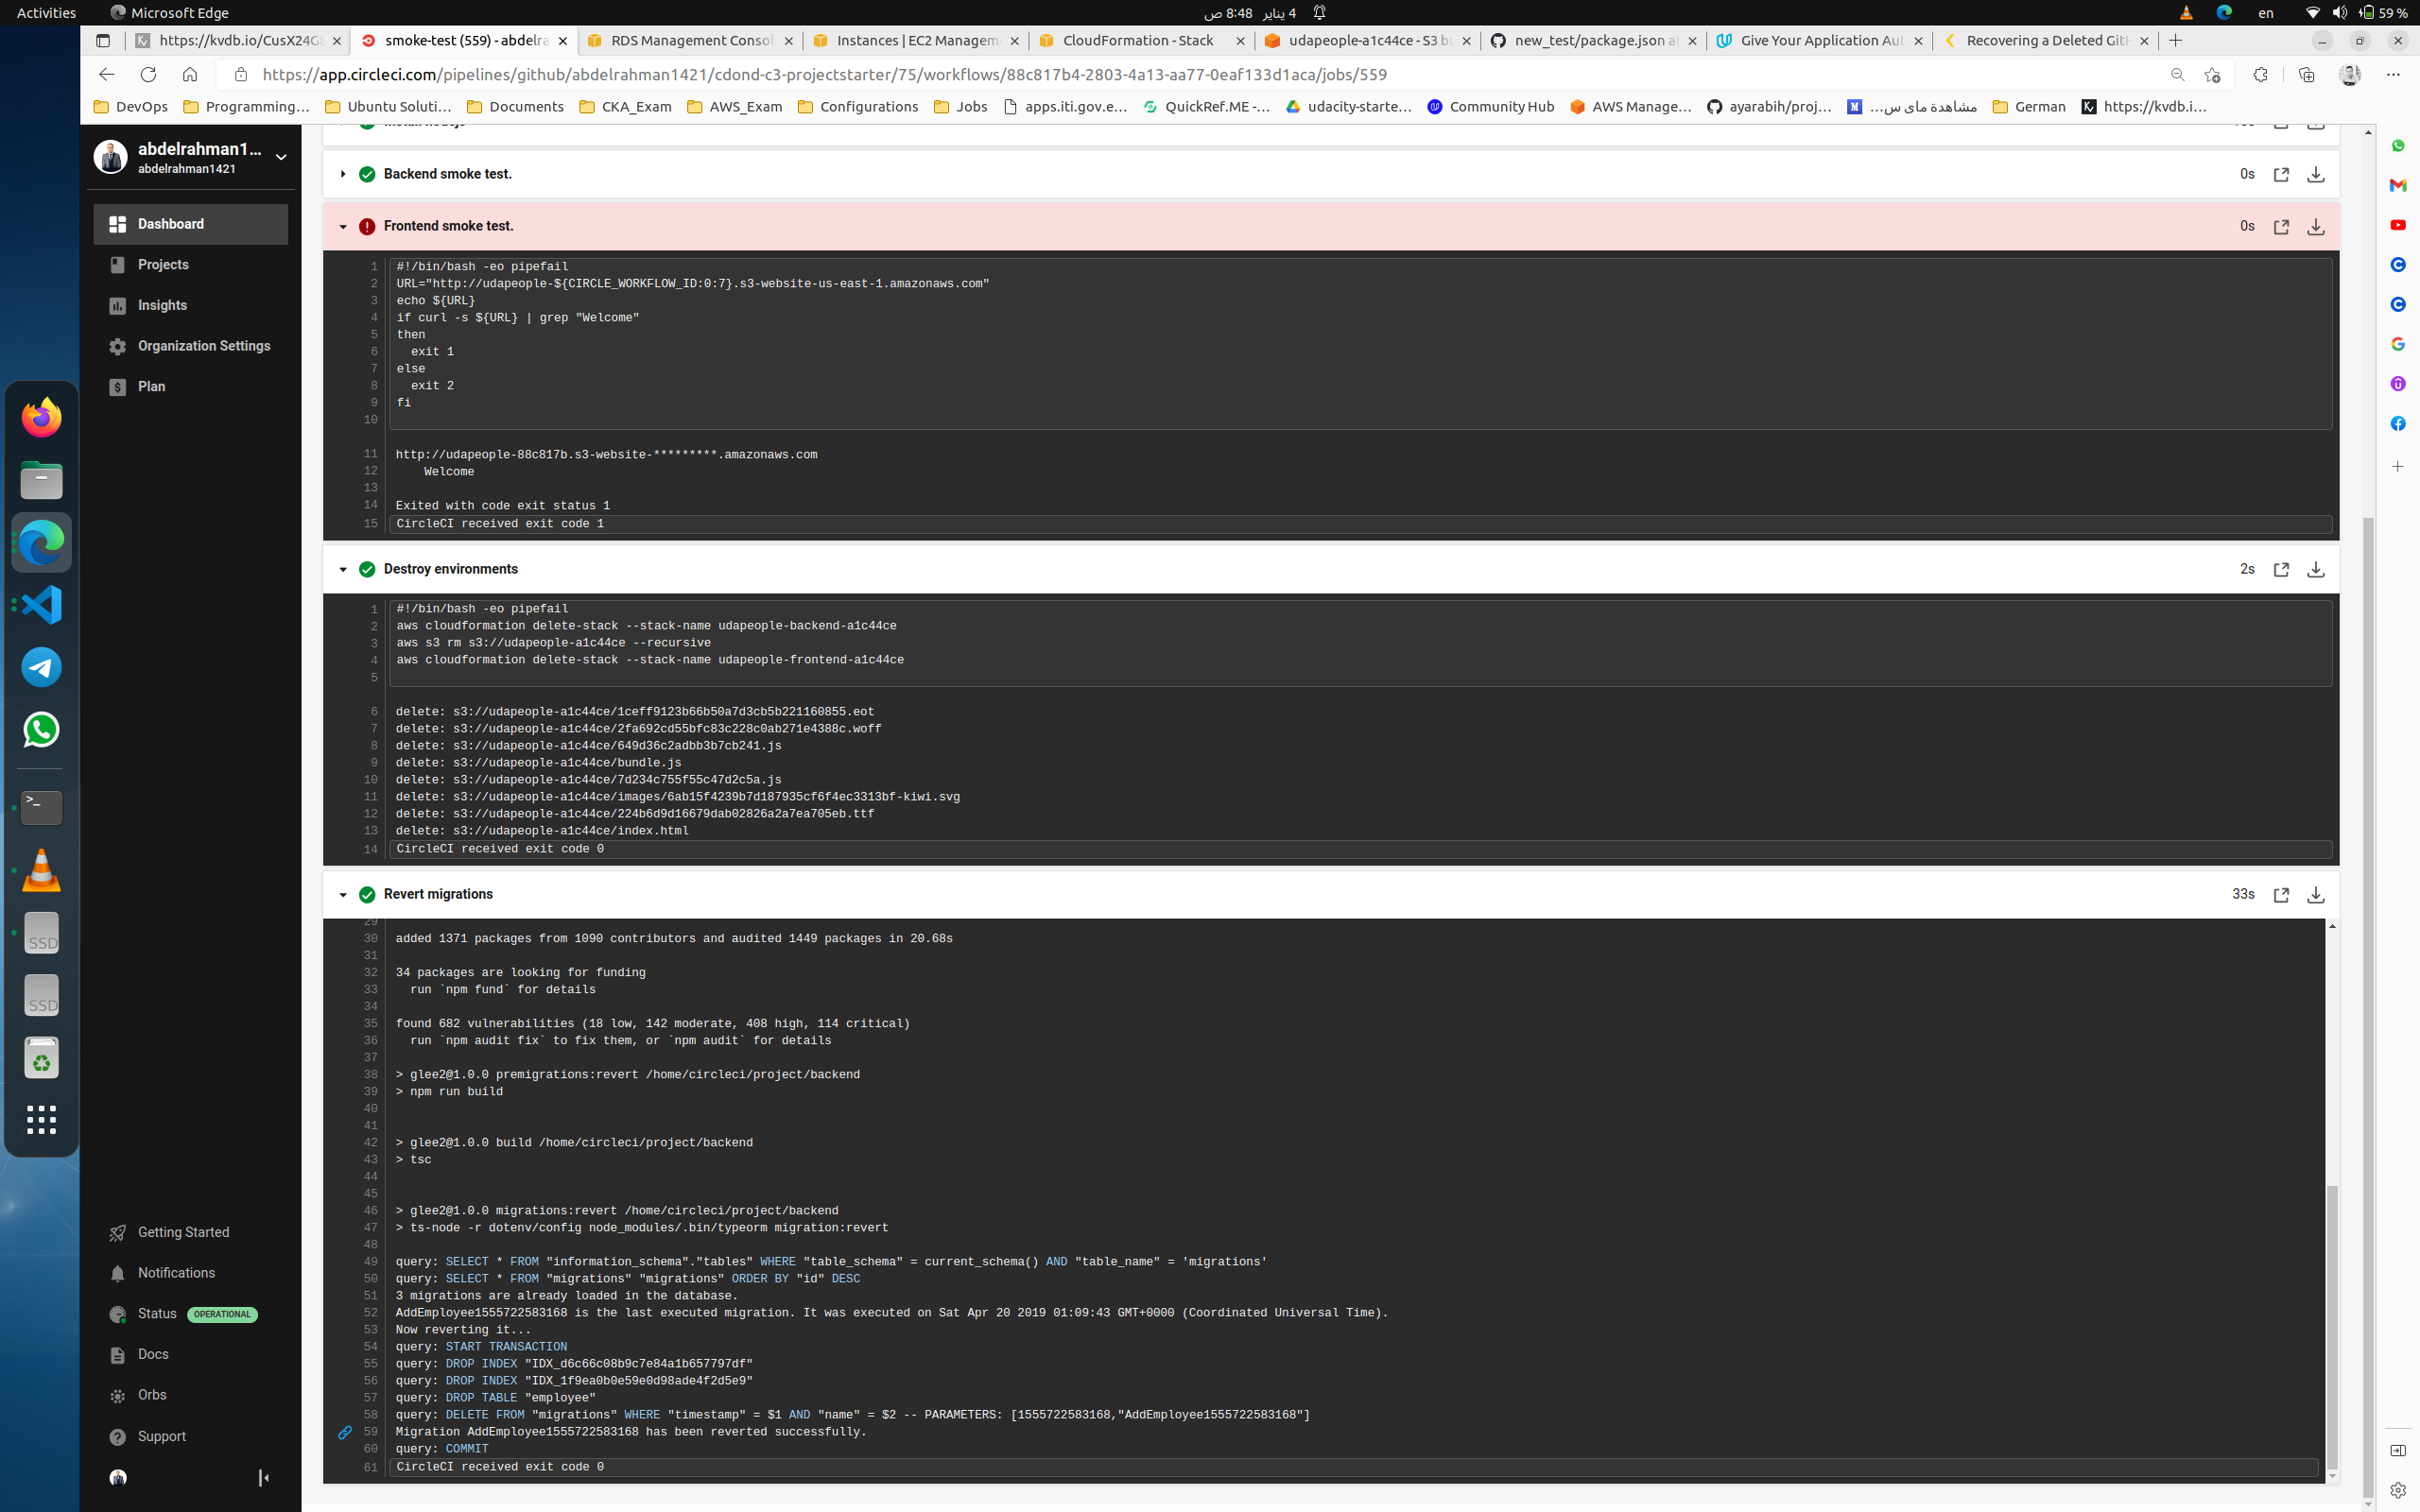 Activities
Microsoft Edge
4 يناير 8:48 ص
en
59 %
https://kvdb.io/CusX24G
smoke-test (559) - abdelra
RDS Management Consol
Instances | EC2 Managem
CloudFormation - Stack
udapeople-a1c44ce - S3 b
new_test/package.json a
Give Your Application Au
Recovering a Deleted Git
https://app.circleci.com/pipelines/github/abdelrahman1421/cdond-c3-projectstarter/75/workflows/88c817b4-2803-4a13-aa77-0eaf133d1aca/jobs/559
DevOps
Programming...
Ubuntu Soluti...
Documents
CKA_Exam
AWS_Exam
Configurations
Jobs
apps.iti.gov.e...
QuickRef.ME -...
udacity-starte...
Community Hub
AWS Manage...
ayarabih/proj...
مشاهدة ماى س...
German
https://kvdb.i...
abdelrahman1...
abdelrahman1421
Dashboard
Projects
Insights
Organization Settings
Plan
Getting Started
Notifications
Status OPERATIONAL
Docs
Orbs
Support
>_
SSD
SSD
Backend smoke test.
0s
Frontend smoke test.
0s
1 #!/bin/bash -eo pipefail
2 URL="http://udapeople-${CIRCLE_WORKFLOW_ID:0:7}.s3-website-us-east-1.amazonaws.com"
3 echo ${URL}
4 if curl -s ${URL} | grep "Welcome"
5 then
6 exit 1
7 else
8 exit 2
9 fi
10
11 http://udapeople-88c817b.s3-website-*********.amazonaws.com
12 Welcome
13
14 Exited with code exit status 1
15 CircleCI received exit code 1
Destroy environments
2s
1 #!/bin/bash -eo pipefail
2 aws cloudformation delete-stack --stack-name udapeople-backend-a1c44ce
3 aws s3 rm s3://udapeople-a1c44ce --recursive
4 aws cloudformation delete-stack --stack-name udapeople-frontend-a1c44ce
5
6 delete: s3://udapeople-a1c44ce/1ceff9123b66b50a7d3cb5b221160855.eot
7 delete: s3://udapeople-a1c44ce/2fa692cd55bfc83c228c0ab271e4388c.woff
8 delete: s3://udapeople-a1c44ce/649d36c2adbb3b7cb241.js
9 delete: s3://udapeople-a1c44ce/bundle.js
10 delete: s3://udapeople-a1c44ce/7d234c755f55c47d2c5a.js
11 delete: s3://udapeople-a1c44ce/images/6ab15f4239b7d187935cf6f4ec3313bf-kiwi.svg
12 delete: s3://udapeople-a1c44ce/224b6d9d16679dab02826a2a7ea705eb.ttf
13 delete: s3://udapeople-a1c44ce/index.html
14 CircleCI received exit code 0
Revert migrations
33s
29
30 added 1371 packages from 1090 contributors and audited 1449 packages in 20.68s
31
32 34 packages are looking for funding
33 run `npm fund` for details
34
35 found 682 vulnerabilities (18 low, 142 moderate, 408 high, 114 critical)
36 run `npm audit fix` to fix them, or `npm audit` for details
37
38 > glee2@1.0.0 premigrations:revert /home/circleci/project/backend
39 > npm run build
40
41
42 > glee2@1.0.0 build /home/circleci/project/backend
43 > tsc
44
45
46 > glee2@1.0.0 migrations:revert /home/circleci/project/backend
47 > ts-node -r dotenv/config node_modules/.bin/typeorm migration:revert
48
49 query: SELECT * FROM "information_schema"."tables" WHERE "table_schema" = current_schema() AND "table_name" = 'migrations'
50 query: SELECT * FROM "migrations" "migrations" ORDER BY "id" DESC
51 3 migrations are already loaded in the database.
52 AddEmployee1555722583168 is the last executed migration. It was executed on Sat Apr 20 2019 01:09:43 GMT+0000 (Coordinated Universal Time).
53 Now reverting it...
54 query: START TRANSACTION
55 query: DROP INDEX "IDX_d6c66c08b9c7e84a1b657797df"
56 query: DROP INDEX "IDX_1f9ea0b0e59e0d98ade4f2d5e9"
57 query: DROP TABLE "employee"
58 query: DELETE FROM "migrations" WHERE "timestamp" = $1 AND "name" = $2 -- PARAMETERS: [1555722583168,"AddEmployee1555722583168"]
59 Migration AddEmployee1555722583168 has been reverted successfully.
60 query: COMMIT
61 CircleCI received exit code 0